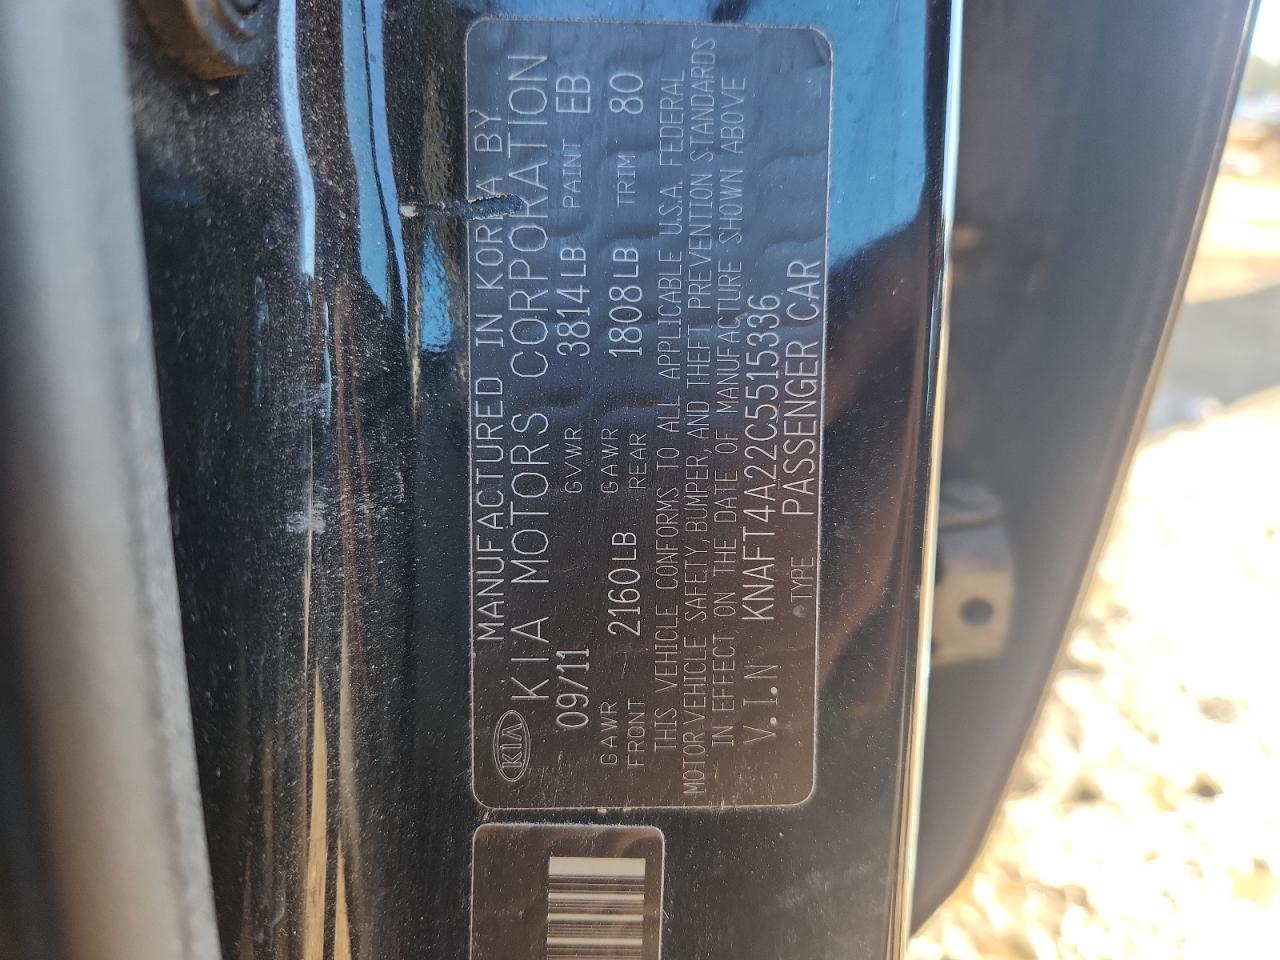 KIA
MANUFACTURED IN KOREA BY
KIA MOTORS CORPORATION
09/11 GVWR 3814LB PAINT EB
GAWR FRONT 2160LB GAWR REAR 1808LB TRIM 80
THIS VEHICLE CONFORMS TO ALL APPLICABLE U.S.A. FEDERAL
MOTOR VEHICLE SAFETY, BUMPER, AND THEFT PREVENTION STANDARDS
IN EFFECT ON THE DATE OF MANUFACTURE SHOWN ABOVE
V.I.N KNAFT4A22C5515336
TYPE PASSENGER CAR